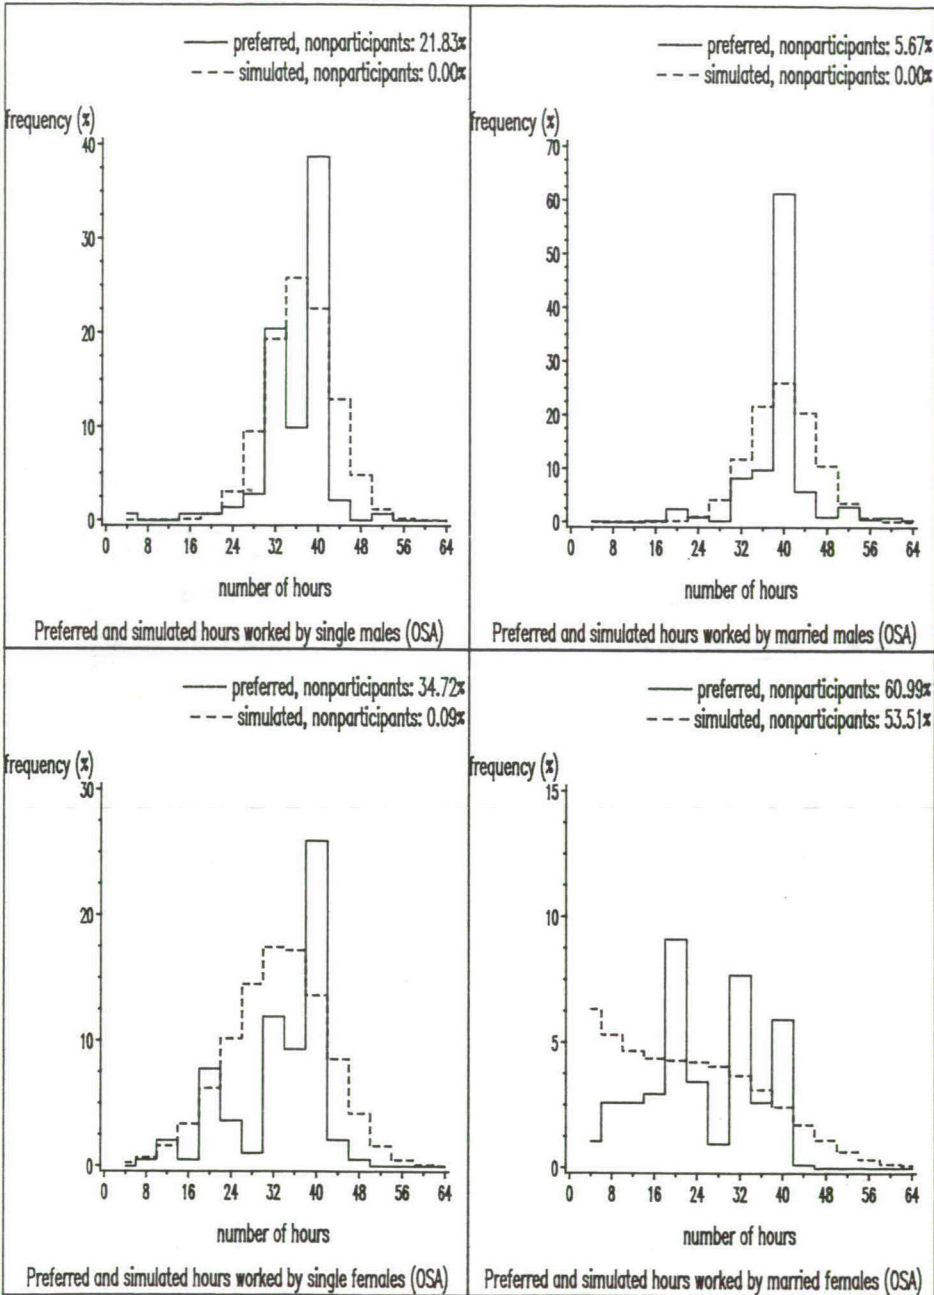 preferred, nonparticipants: 21.83%
simulated, nonparticipants: 0.00%
frequency (%)
40
30
20
10
0
0 8 16 24 32 40 48 56 64
number of hours
Preferred and simulated hours worked by single males (OSA)
preferred, nonparticipants: 5.67%
simulated, nonparticipants: 0.00%
frequency (%)
70
60
50
40
30
20
10
0
0 8 16 24 32 40 48 56 64
number of hours
Preferred and simulated hours worked by married males (OSA)
preferred, nonparticipants: 34.72%
simulated, nonparticipants: 0.09%
frequency (%)
30
20
10
0
0 8 16 24 32 40 48 56 64
number of hours
Preferred and simulated hours worked by single females (OSA)
preferred, nonparticipants: 60.99%
simulated, nonparticipants: 53.51%
frequency (%)
15
10
5
0
0 8 16 24 32 40 48 56 64
number of hours
Preferred and simulated hours worked by married females (OSA)